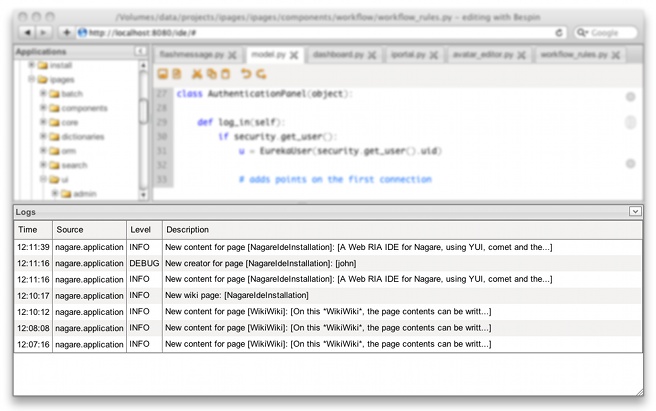 /Volumes/data/projects/ipages/ipages/components/workflow/workflow_rules.py – editing with Bespin
http://localhost:8080/ide/#
Google
Applications
flashmessage.py
model.py
dashboard.py
iportal.py
avatar_editor.py
workflow_rules.py
install
ipages
batch
components
core
dictionaries
orm
search
ui
admin
27 class AuthenticationPanel(object):
28
29 def log_in(self):
30 if security.get_user():
31 u = EurekaUser(security.get_user().uid)
32
33 # adds points on the first connection
Logs
Time Source Level Description
12:11:39 nagare.application INFO New content for page [NagareIdeInstallation]: [A Web RIA IDE for Nagare, using YUI, comet and the...]
12:11:16 nagare.application DEBUG New creator for page [NagareIdeInstallation]: [john]
12:11:16 nagare.application INFO New content for page [NagareIdeInstallation]: [A Web RIA IDE for Nagare, using YUI, comet and the...]
12:10:17 nagare.application INFO New wiki page: [NagareIdeInstallation]
12:10:12 nagare.application INFO New content for page [WikiWiki]: [On this *WikiWiki*, the page contents can be writt...]
12:08:08 nagare.application INFO New content for page [WikiWiki]: [On this *WikiWiki*, the page contents can be writt...]
12:07:16 nagare.application INFO New content for page [WikiWiki]: [On this *WikiWiki*, the page contents can be writt...]